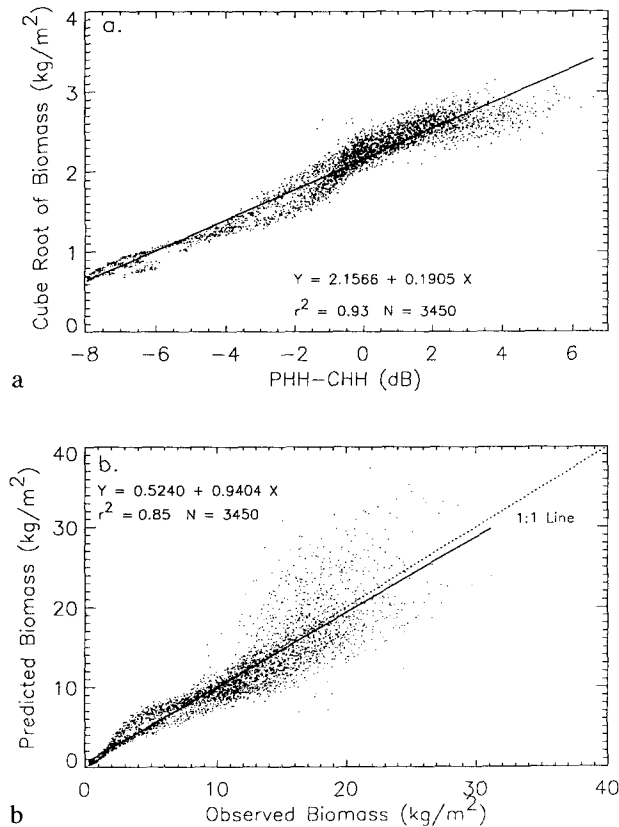 a.
4
3
2
1
0
Cube Root of Biomass (kg/m²)
Y = 2.1566 + 0.1905 X
r² = 0.93 N = 3450
-8 -6 -4 -2 0 2 4 6
PHH-CHH (dB)
a
b.
40
30
20
10
0
Predicted Biomass (kg/m²)
Y = 0.5240 + 0.9404 X
r² = 0.85 N = 3450
1:1 Line
0 10 20 30 40
Observed Biomass (kg/m²)
b